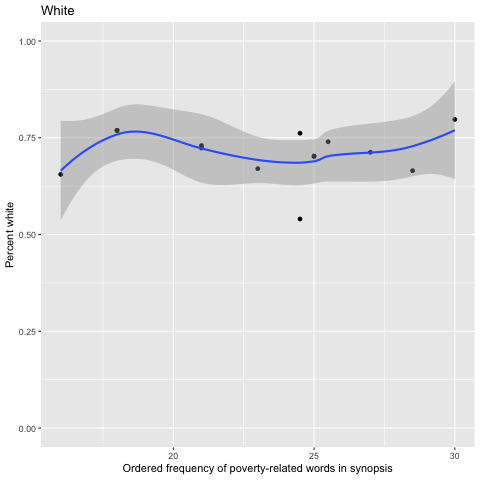 White
1.00
0.75
0.50
0.25
0.00
Percent white
20 25 30
Ordered frequency of poverty-related words in synopsis